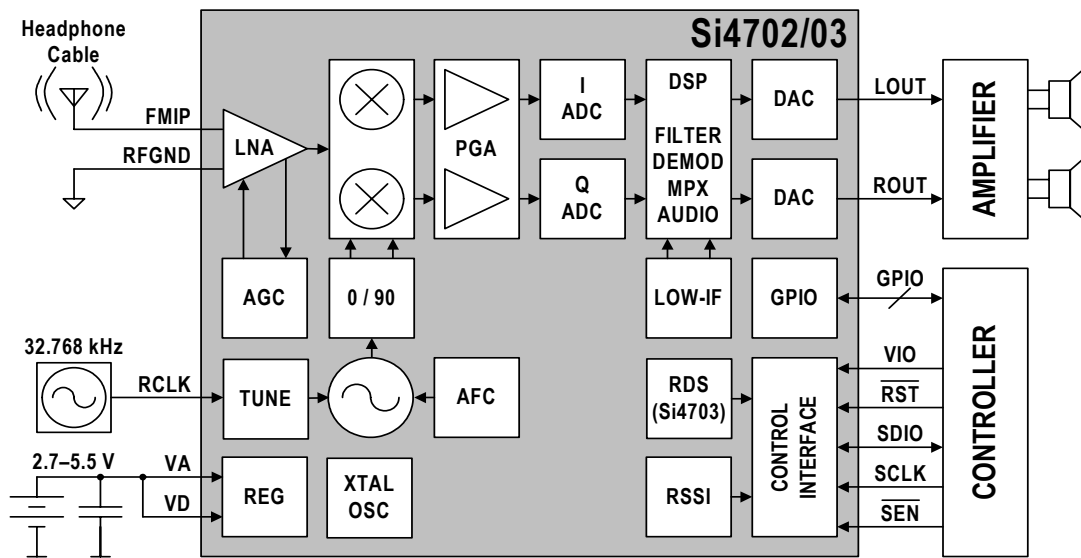 Si4702/03
Headphone
Cable
FMIP
RFGND
LNA
PGA
I
ADC
Q
ADC
DSP
FILTER
DEMOD
MPX
AUDIO
DAC
DAC
LOUT
ROUT
AMPLIFIER
AGC
0 / 90
LOW-IF
GPIO
GPIO
32.768 kHz
RCLK
TUNE
AFC
RDS
(Si4703)
CONTROL
INTERFACE
VIO
RST
SDIO
SCLK
SEN
CONTROLLER
2.7–5.5 V
VA
VD
REG
XTAL
OSC
RSSI